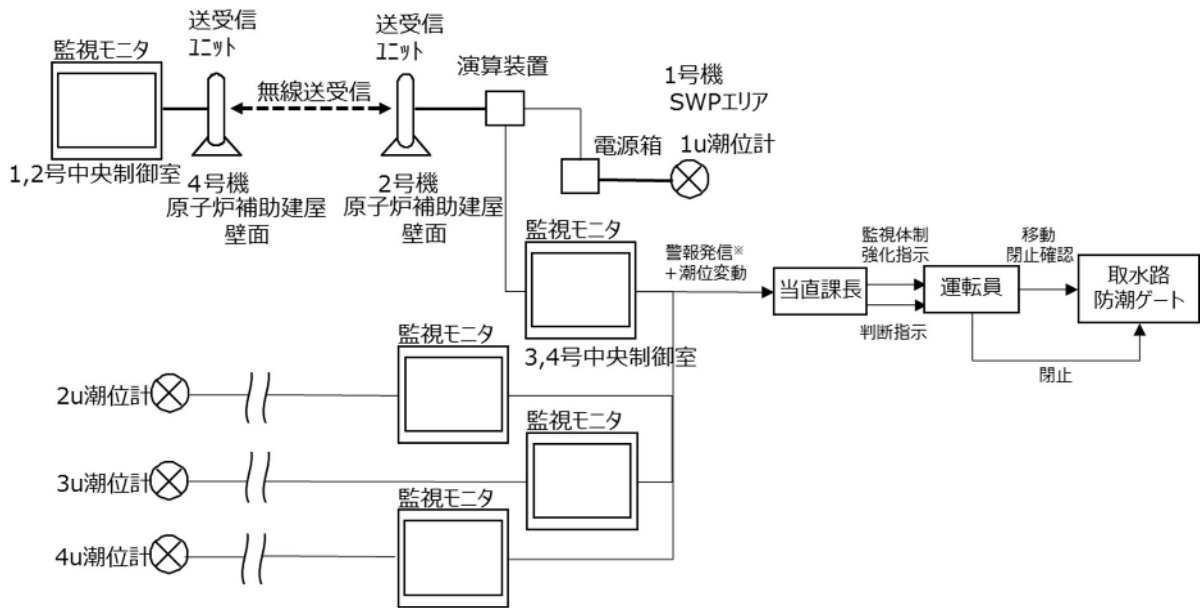 監視モニタ
1,2号中央制御室
送受信
ユニット
4号機
原子炉補助建屋
壁面
無線送受信
送受信
ユニット
2号機
原子炉補助建屋
壁面
演算装置
1号機
SWPエリア
電源箱
1u潮位計
監視モニタ
3,4号中央制御室
警報発信※
+潮位変動
当直課長
監視体制
強化指示
判断指示
運転員
移動
閉止確認
閉止
取水路
防潮ゲート
2u潮位計
監視モニタ
3u潮位計
監視モニタ
4u潮位計
監視モニタ